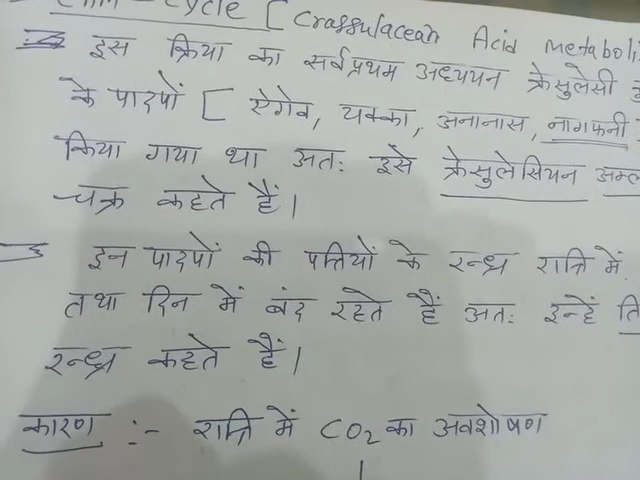 Cycle [ Crassulacean Acid Metaboli
इस क्रिया का सर्वप्रथम अध्ययन क्रेसुलेसी
के पादपों [ ऐगेव, यक्का, अनानास, नागफनी
किया गया था अतः इसे क्रेसुलेसियन अम्ल
चक्र कहते हैं।
इन पादपों की पत्तियों के रन्ध्र रात्रि में
तथा दिन में बंद रहते हैं अतः इन्हें
रन्ध्र कहते हैं।
कारण :- रात्रि में CO₂ का अवशोषण